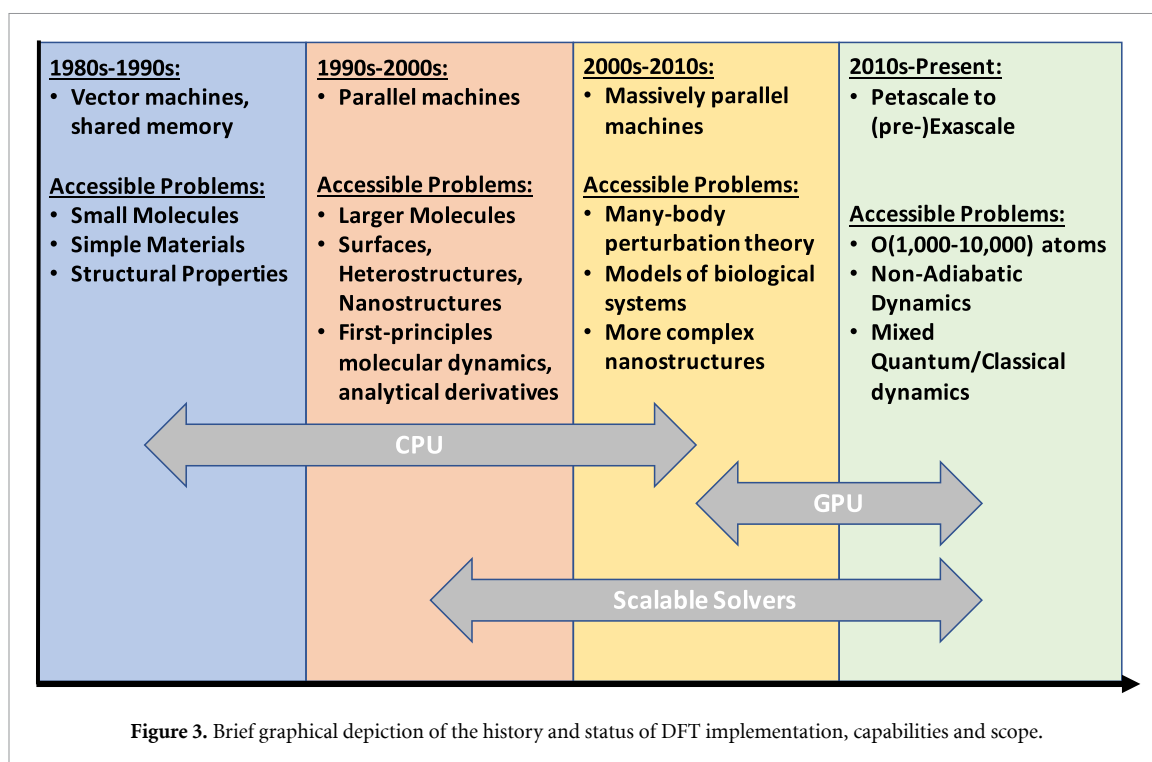 1980s-1990s:
• Vector machines,
shared memory
Accessible Problems:
• Small Molecules
• Simple Materials
• Structural Properties
1990s-2000s:
• Parallel machines
Accessible Problems:
• Larger Molecules
• Surfaces,
Heterostructures,
Nanostructures
• First-principles
molecular dynamics,
analytical derivatives
2000s-2010s:
• Massively parallel
machines
Accessible Problems:
• Many-body
perturbation theory
• Models of biological
systems
• More complex
nanostructures
2010s-Present:
• Petascale to
(pre-)Exascale
Accessible Problems:
• O(1,000-10,000) atoms
• Non-Adiabatic
Dynamics
• Mixed
Quantum/Classical
dynamics
CPU
GPU
Scalable Solvers
Figure 3. Brief graphical depiction of the history and status of DFT implementation, capabilities and scope.